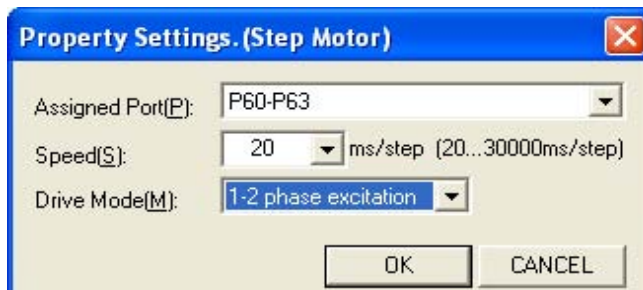 Property Settings.(Step Motor)
Assigned Port(P): P60-P63
Speed(S): 20 ms/step (20...30000ms/step)
Drive Mode(M): 1-2 phase excitation
OK CANCEL